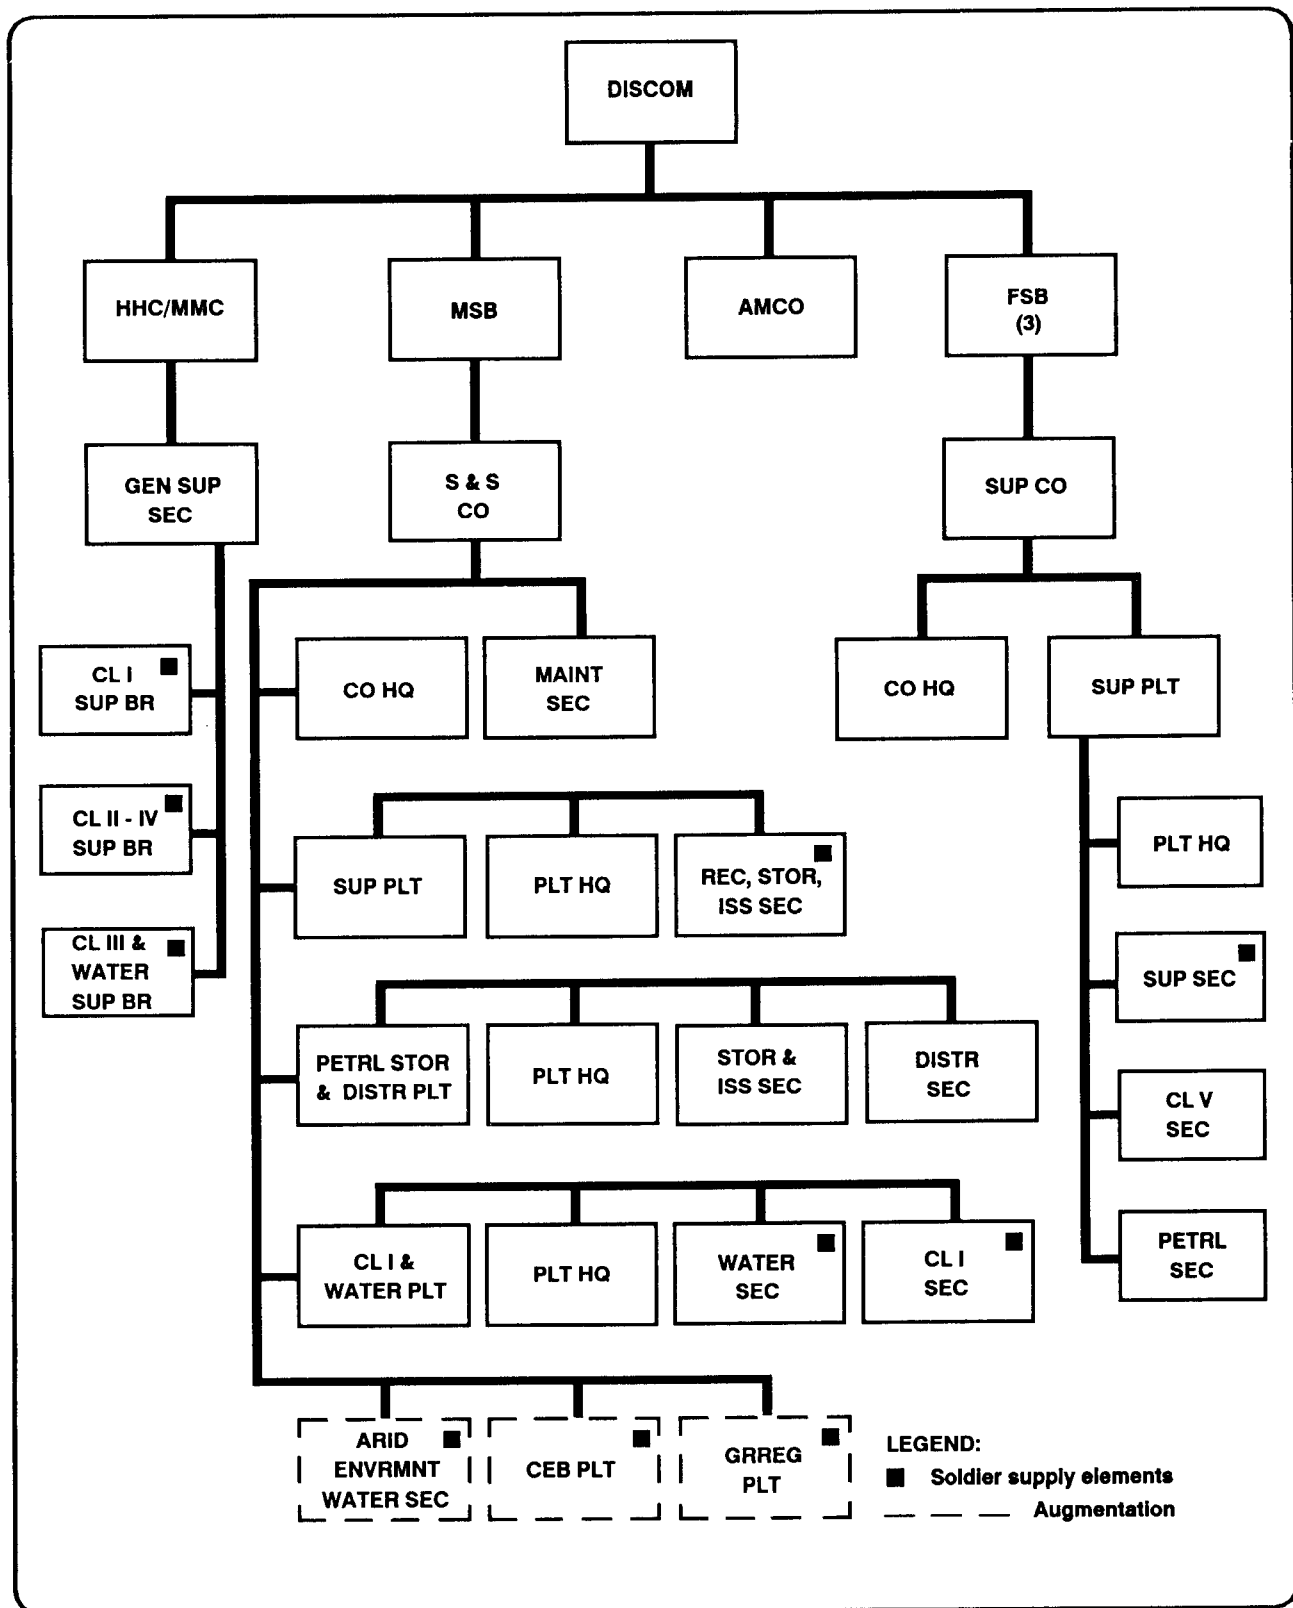 DISCOM
HHC/MMC
MSB
AMCO
FSB
(3)
GEN SUP
SEC
S & S
CO
SUP CO
CL I
SUP BR
CO HQ
MAINT
SEC
CO HQ
SUP PLT
CL II - IV
SUP BR
SUP PLT
PLT HQ
REC, STOR,
ISS SEC
PLT HQ
CL III &
WATER
SUP BR
SUP SEC
PETRL STOR
& DISTR PLT
PLT HQ
STOR &
ISS SEC
DISTR
SEC
CL V
SEC
CL I &
WATER PLT
PLT HQ
WATER
SEC
CL I
SEC
PETRL
SEC
ARID
ENVRMNT
WATER SEC
CEB PLT
GRREG
PLT
LEGEND:
Soldier supply elements
Augmentation